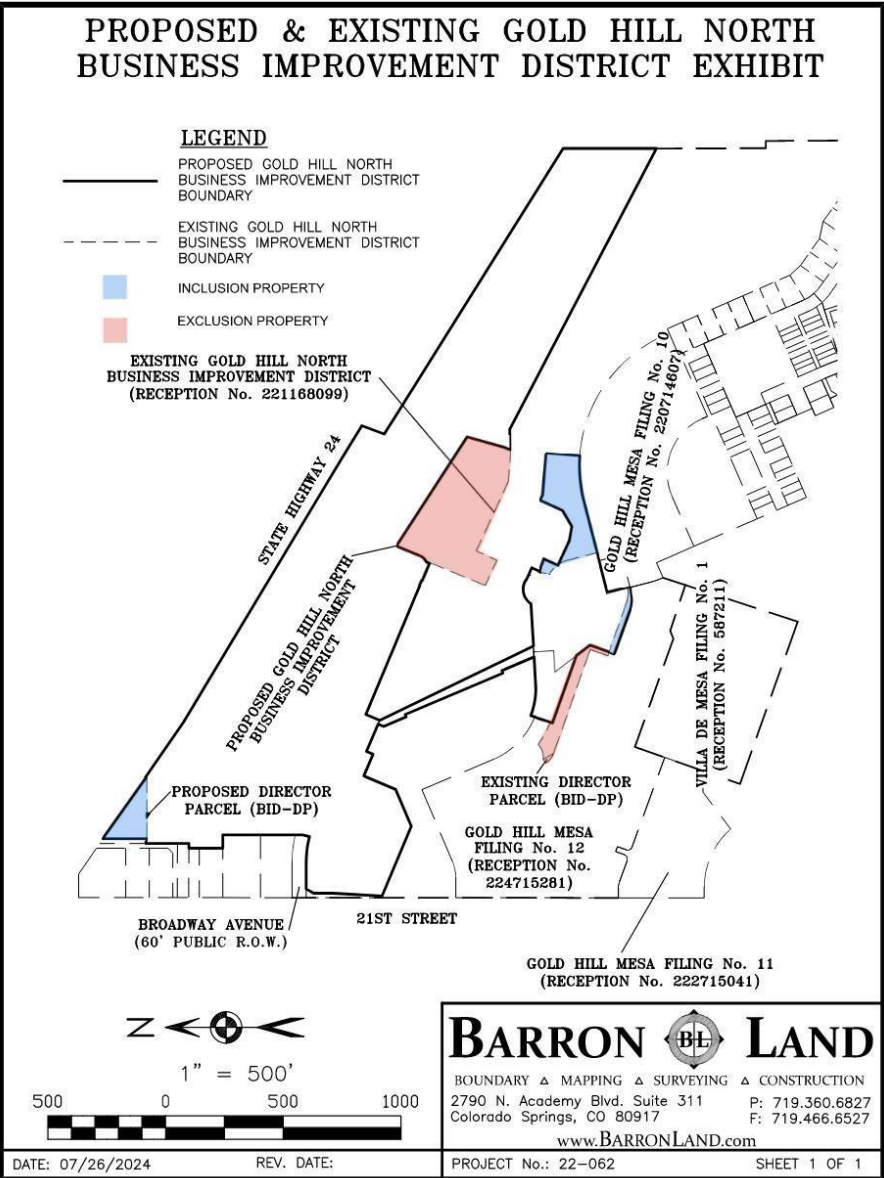 PROPOSED & EXISTING GOLD HILL NORTH
BUSINESS IMPROVEMENT DISTRICT EXHIBIT
LEGEND
PROPOSED GOLD HILL NORTH
BUSINESS IMPROVEMENT DISTRICT
BOUNDARY
EXISTING GOLD HILL NORTH
BUSINESS IMPROVEMENT DISTRICT
BOUNDARY
INCLUSION PROPERTY
EXCLUSION PROPERTY
EXISTING GOLD HILL NORTH
BUSINESS IMPROVEMENT DISTRICT
(RECEPTION No. 221168099)
STATE HIGHWAY 24
GOLD HILL MESA FILING No. 10
(RECEPTION No. 220714607)
PROPOSED GOLD HILL NORTH
BUSINESS IMPROVEMENT
DISTRICT
VILLA DE MESA FILING No. 1
(RECEPTION No. 587211)
PROPOSED DIRECTOR
PARCEL (BID-DP)
EXISTING DIRECTOR
PARCEL (BID-DP)
GOLD HILL MESA
FILING No. 12
(RECEPTION No.
224715281)
BROADWAY AVENUE
(60' PUBLIC R.O.W.)
21ST STREET
GOLD HILL MESA FILING No. 11
(RECEPTION No. 222715041)
N
1" = 500'
500 0 500 1000
BARRON BL LAND
BOUNDARY △ MAPPING △ SURVEYING △ CONSTRUCTION
2790 N. Academy Blvd. Suite 311 P: 719.360.6827
Colorado Springs, CO 80917 F: 719.466.6527
www.BARRONLAND.com
DATE: 07/26/2024 REV. DATE: PROJECT No.: 22-062 SHEET 1 OF 1